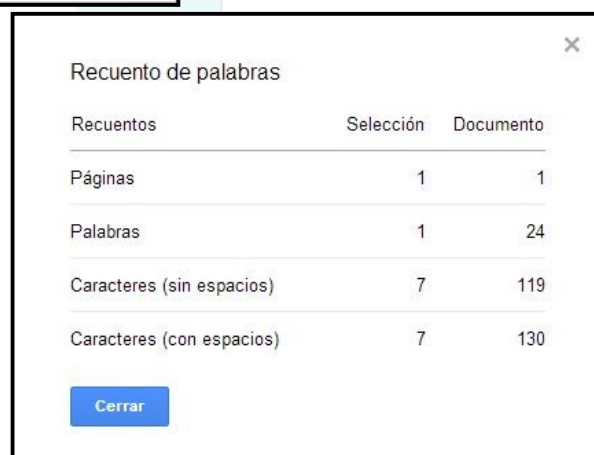 Recuento de palabras
Recuentos Selección Documento
Páginas 1 1
Palabras 1 24
Caracteres (sin espacios) 7 119
Caracteres (con espacios) 7 130
Cerrar